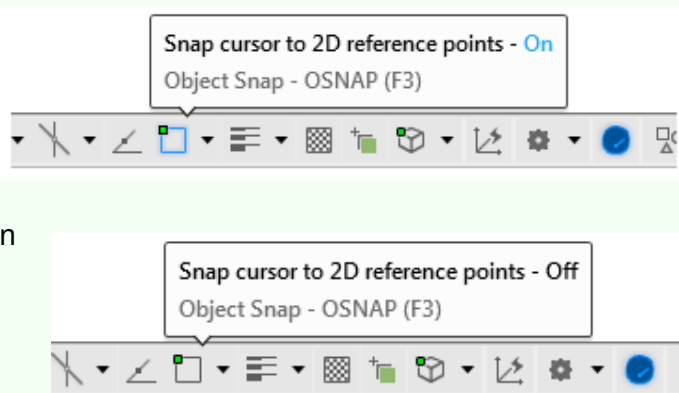 Snap cursor to 2D reference points - On
Object Snap - OSNAP (F3)
n
Snap cursor to 2D reference points - Off
Object Snap - OSNAP (F3)